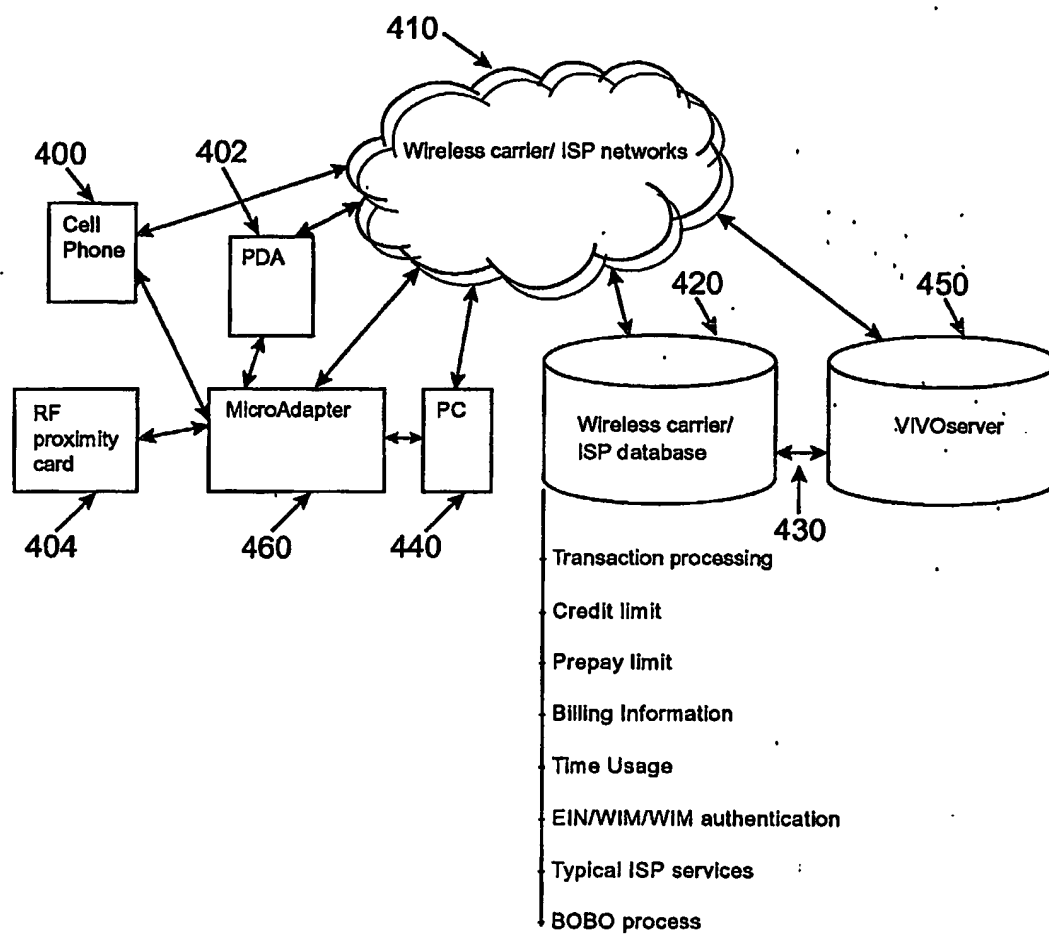 410
Wireless carrier/ ISP networks
400
402
Cell
Phone
PDA
420
450
RF
proximity
card
MicroAdapter
PC
Wireless carrier/
ISP database
VIVOserver
404
460
440
430
Transaction processing
Credit limit
Prepay limit
Billing Information
Time Usage
EIN/WIM/WIM authentication
Typical ISP services
BOBO process